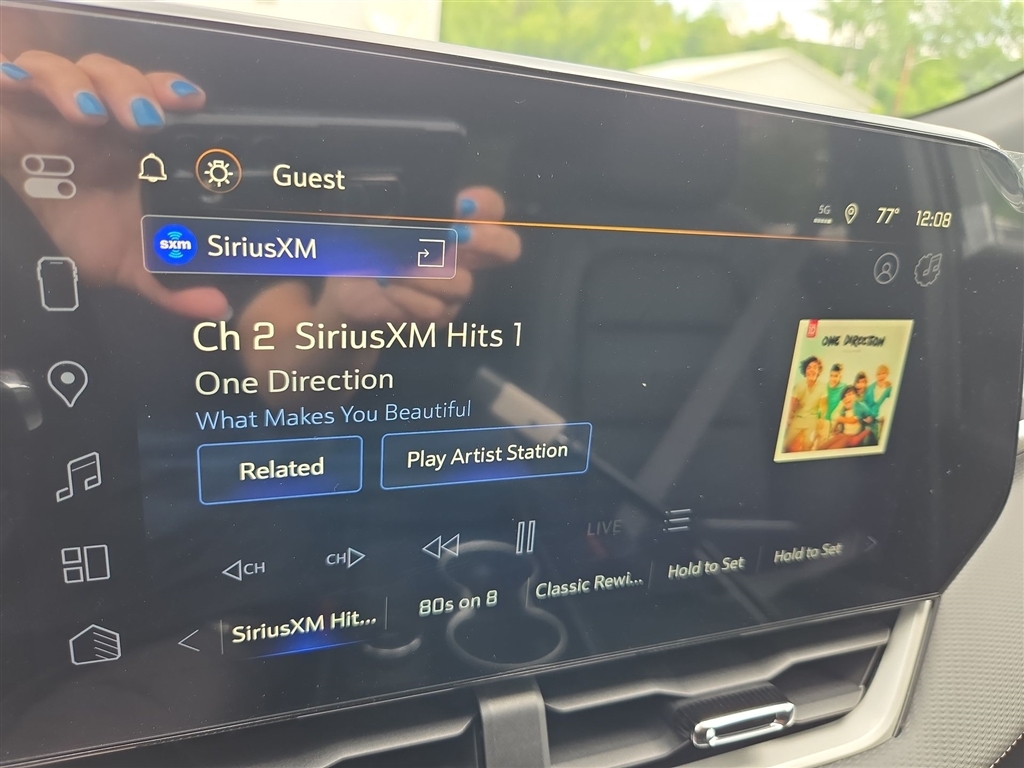 Guest
5G
77° 12:08
sxm SiriusXM
Ch 2 SiriusXM Hits 1
One Direction
What Makes You Beautiful
Related
Play Artist Station
ONE DIRECTION
CH
CH
LIVE
SiriusXM Hit...
80s on 8
Classic Rewi...
Hold to Set
Hold to Set